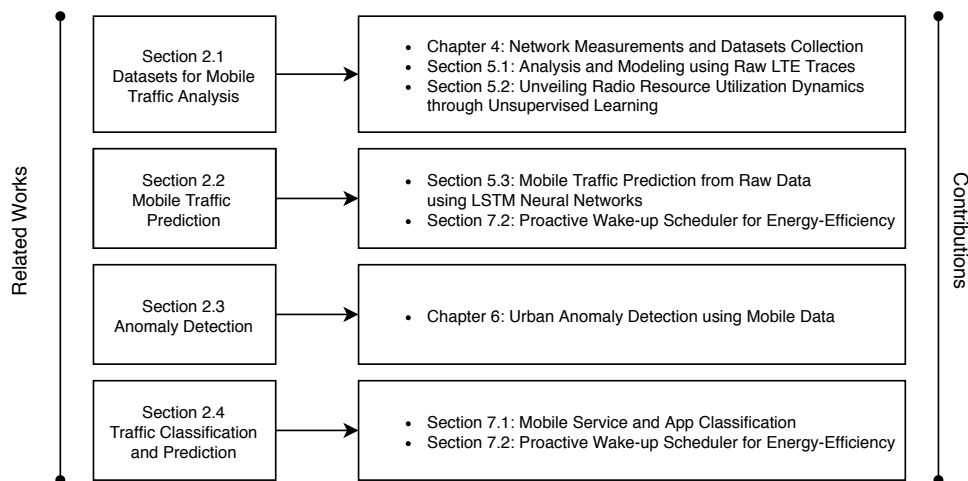 Related Works
Section 2.1
Datasets for Mobile
Traffic Analysis
• Chapter 4: Network Measurements and Datasets Collection
• Section 5.1: Analysis and Modeling using Raw LTE Traces
• Section 5.2: Unveiling Radio Resource Utilization Dynamics
through Unsupervised Learning
Section 2.2
Mobile Traffic
Prediction
• Section 5.3: Mobile Traffic Prediction from Raw Data
using LSTM Neural Networks
• Section 7.2: Proactive Wake-up Scheduler for Energy-Efficiency
Section 2.3
Anomaly Detection
• Chapter 6: Urban Anomaly Detection using Mobile Data
Section 2.4
Traffic Classification
and Prediction
• Section 7.1: Mobile Service and App Classification
• Section 7.2: Proactive Wake-up Scheduler for Energy-Efficiency
Contributions